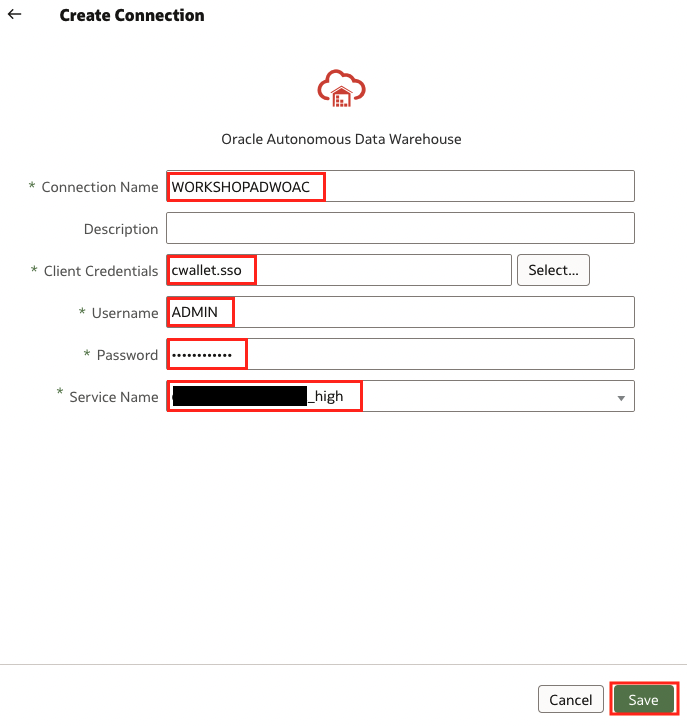 Create Connection
Oracle Autonomous Data Warehouse
* Connection Name WORKSHOPADWOAC
Description
* Client Credentials cwallet.sso Select...
* Username ADMIN
* Password ••••••••••••
* Service Name _high
Cancel Save